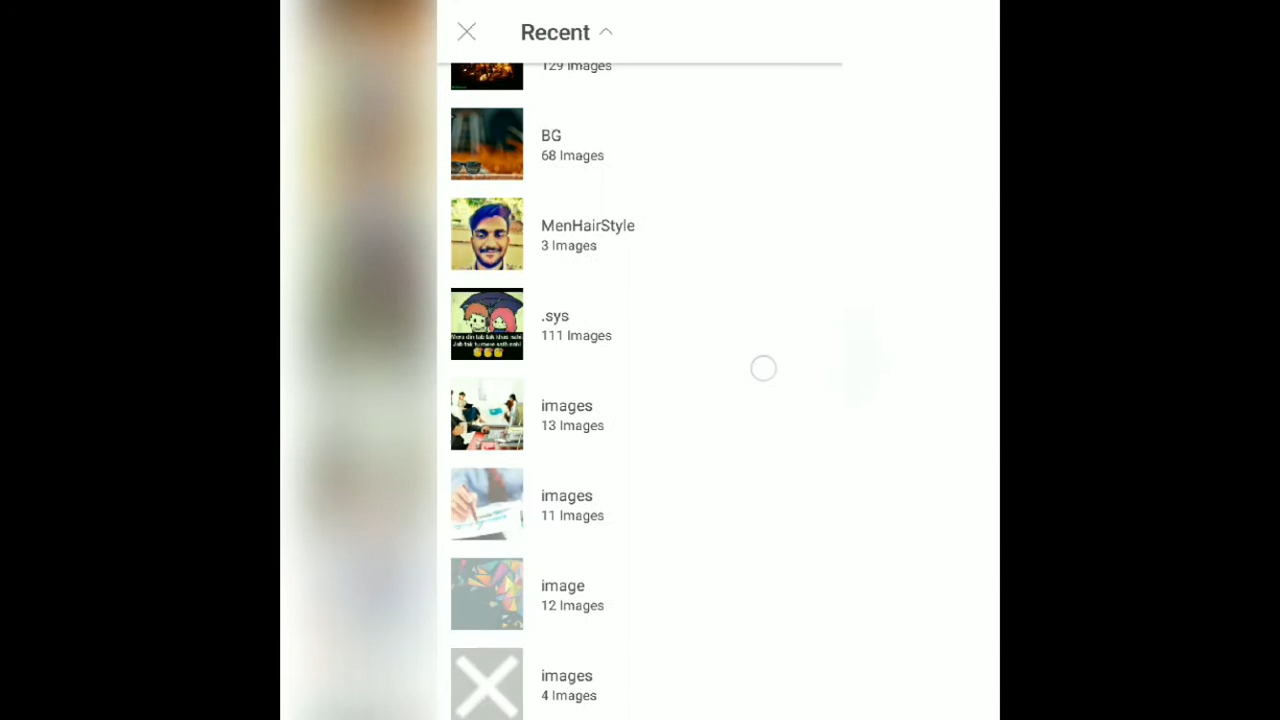 Recent
129 Images
BG
68 Images
MenHairStyle
3 Images
.sys
111 Images
images
13 Images
images
11 Images
image
12 Images
images
4 Images